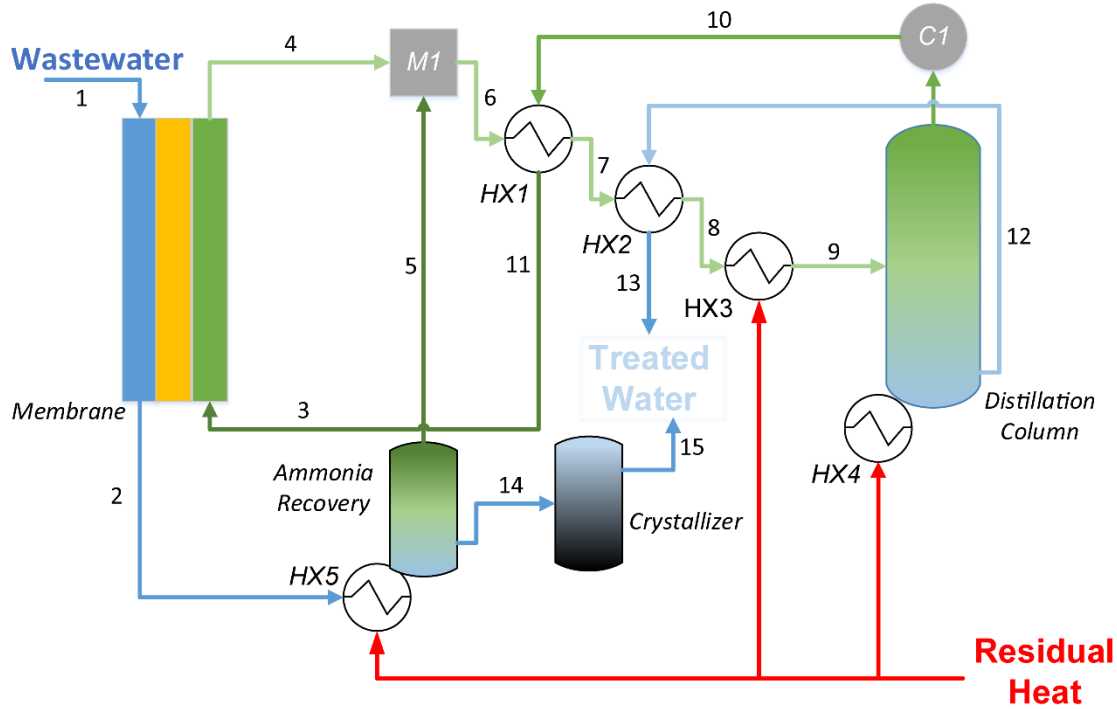 10
C1
4
Wastewater
M1
1
6
7
HX1
8
HX2
9
12
5
11
13
HX3
Treated
Water
Membrane
3
Distillation
Column
15
Ammonia
Recovery
14
HX4
2
Crystallizer
HX5
Residual
Heat